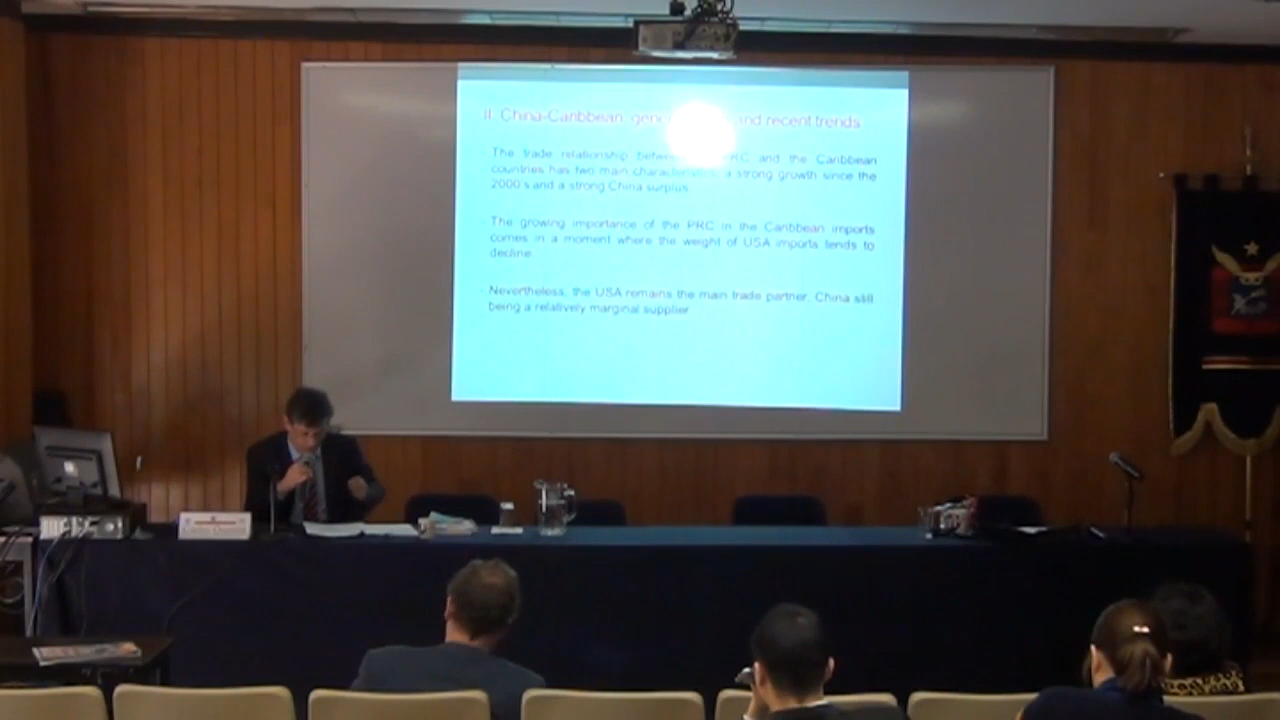 II. China-Caribbean: and recent trends
- The trade relationship between PRC and the Caribbean
countries has two main characteristics: a strong growth since the
2000's and a strong China surplus.
- The growing importance of the PRC in the Caribbean imports
comes in a moment where the weight of USA imports tends to
decline.
- Nevertheless, the USA remains the main trade partner, China still
being a relatively marginal supplier